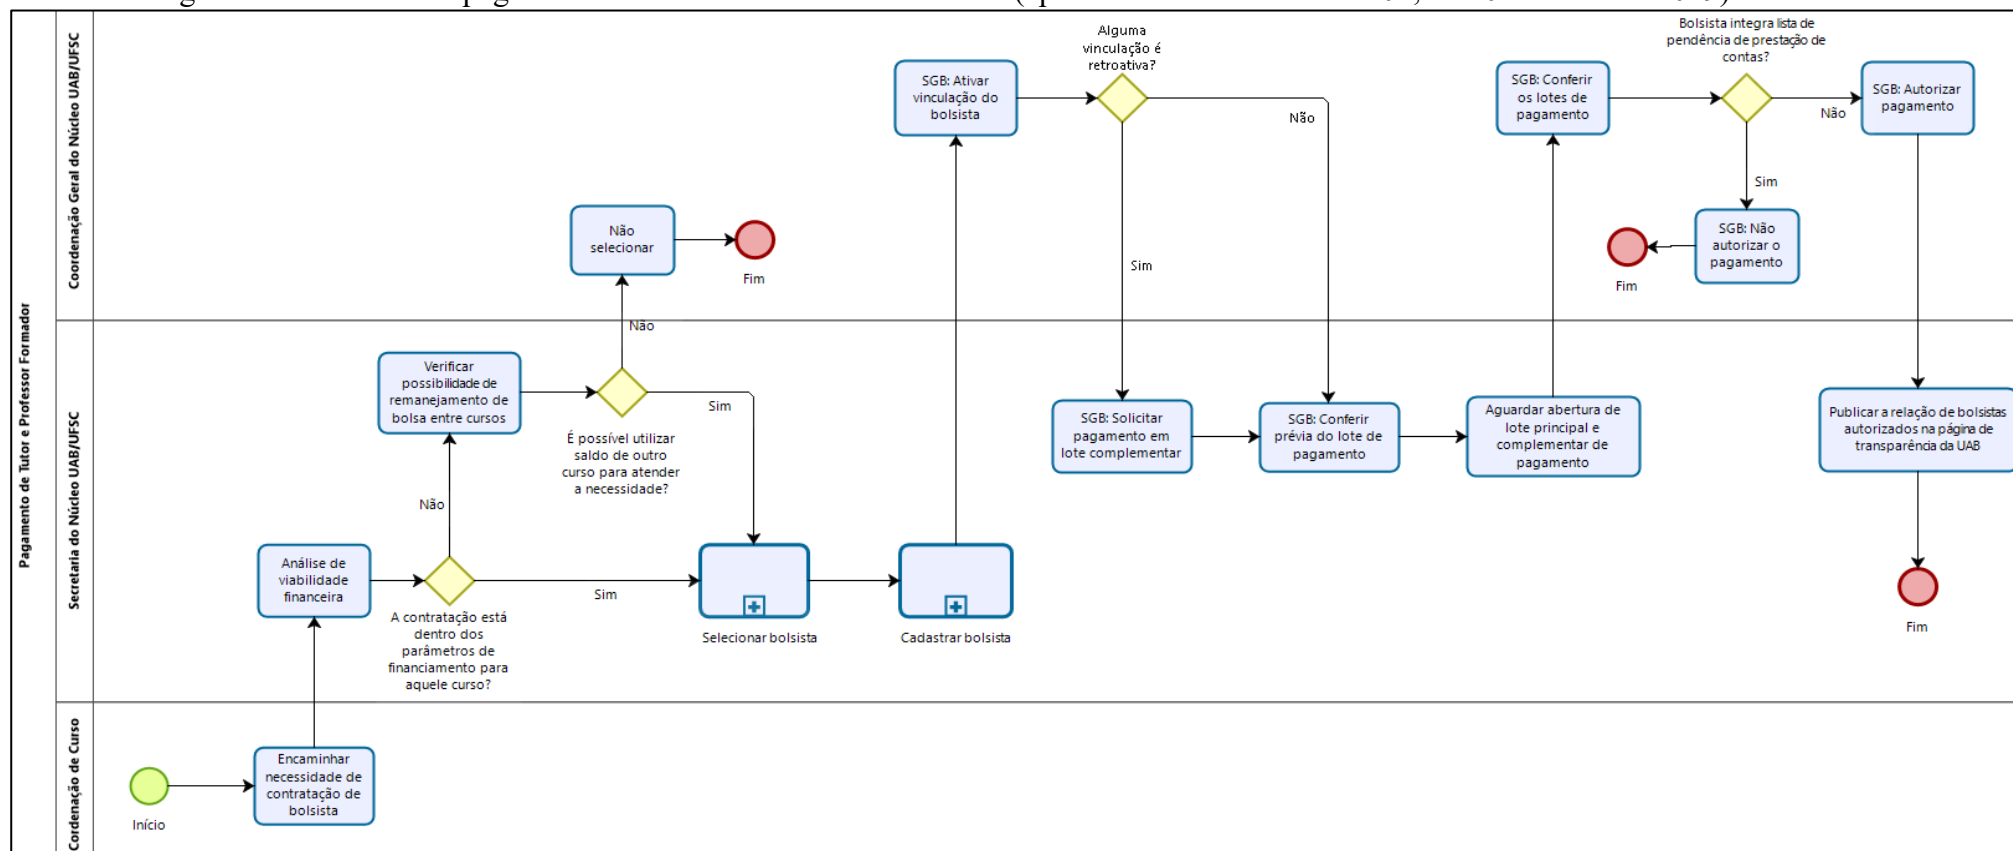 Pagamento de Tutor e Professor Formador
Coordenação Geral do Núcleo UAB/UFSC
SGB: Ativar
vinculação do
bolsista
Alguma
vinculação é
retroativa?
Não
Sim
SGB: Conferir
os lotes de
pagamento
Bolsista integra lista de
pendência de prestação de
contas?
Não
Sim
SGB: Autorizar
pagamento
SGB: Não
autorizar o
pagamento
Fim
Não
selecionar
Fim
Secretaria do Núcleo UAB/UFSC
Não
Verificar
possibilidade de
remanejamento de
bolsa entre cursos
Sim
É possível utilizar
saldo de outro
curso para atender
a necessidade?
Não
Análise de
viabilidade
financeira
A contratação está
dentro dos
parâmetros de
financiamento para
aquele curso?
Sim
Selecionar bolsista
Cadastrar bolsista
SGB: Solicitar
pagamento em
lote complementar
SGB: Conferir
prévia do lote de
pagamento
Aguardar abertura de
lote principal e
complementar de
pagamento
Publicar a relação de bolsistas
autorizados na página de
transparência da UAB
Fim
Cordenação de Curso
Início
Encaminhar
necessidade de
contratação de
bolsista